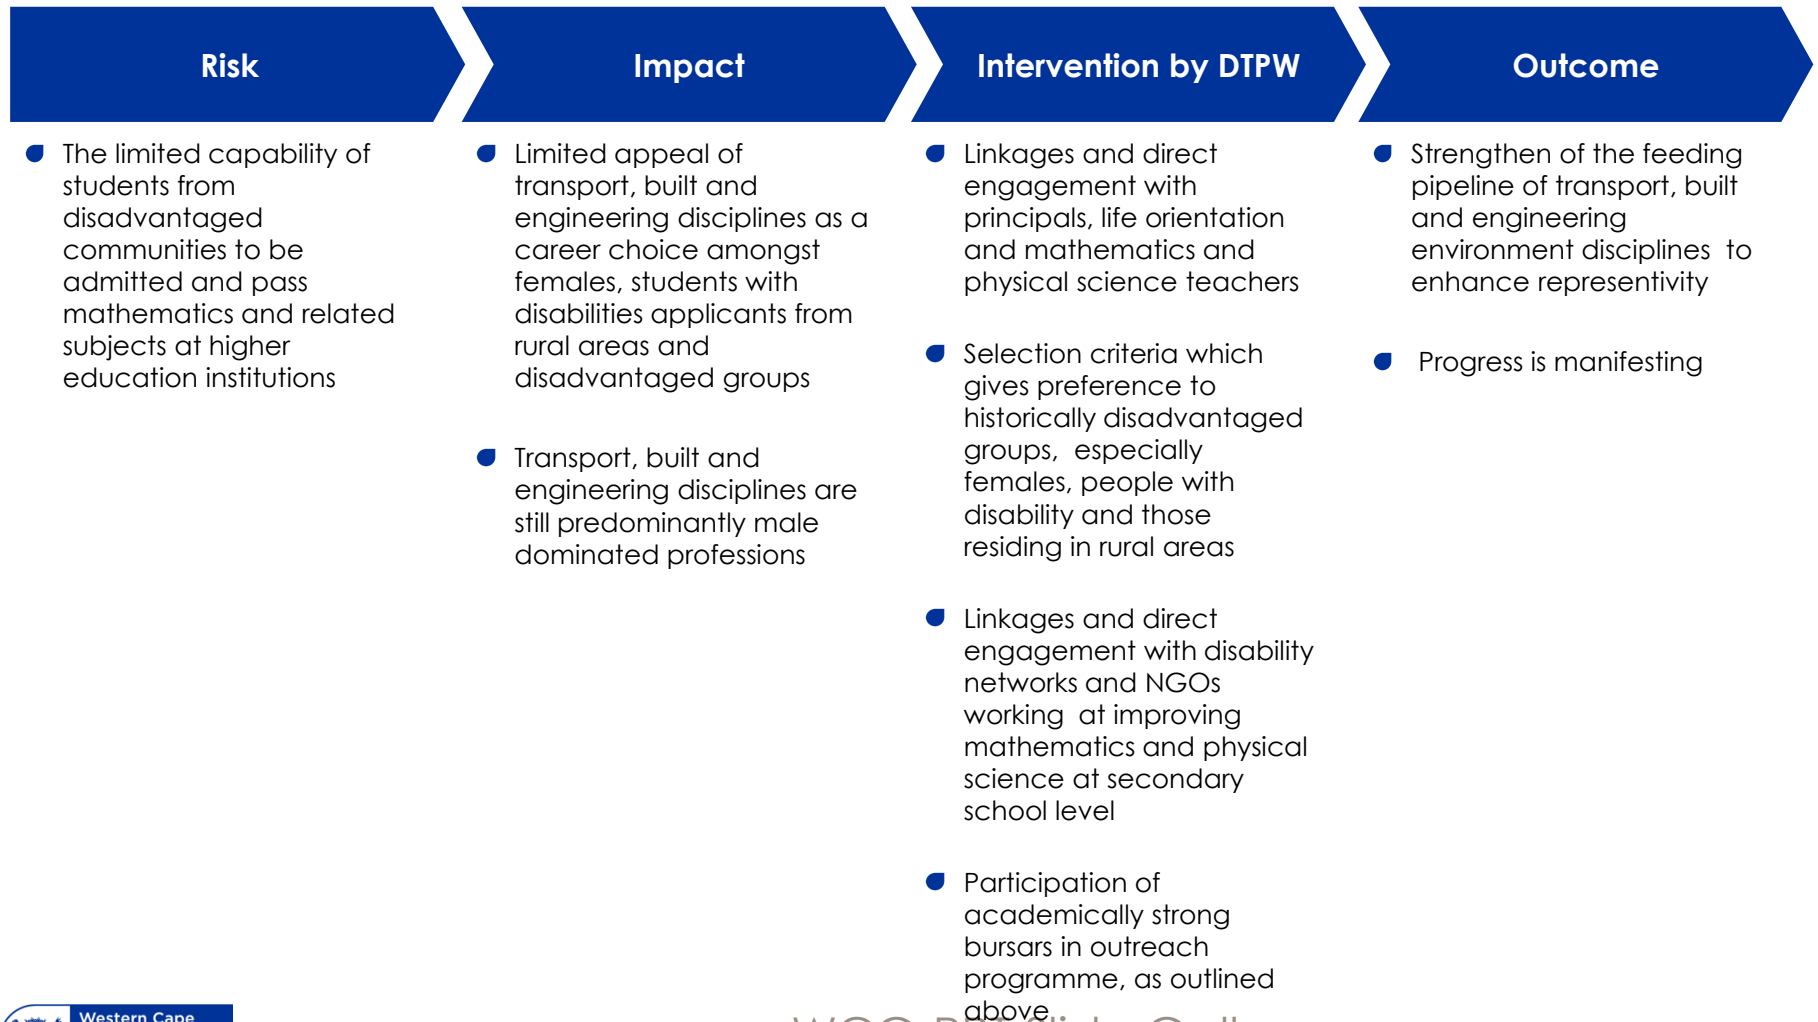 Risk
Impact
Intervention by DTPW
Outcome
The limited capability of
students from
disadvantaged
communities to be
admitted and pass
mathematics and related
subjects at higher
education institutions
Limited appeal of
transport, built and
engineering disciplines as a
career choice amongst
females, students with
disabilities applicants from
rural areas and
disadvantaged groups
Transport, built and
engineering disciplines are
still predominantly male
dominated professions
Linkages and direct
engagement with
principals, life orientation
and mathematics and
physical science teachers
Selection criteria which
gives preference to
historically disadvantaged
groups,  especially
females, people with
disability and those
residing in rural areas
Linkages and direct
engagement with disability
networks and NGOs
working  at improving
mathematics and physical
science at secondary
school level
Participation of
academically strong
bursars in outreach
programme, as outlined
above
Strengthen of the feeding
pipeline of transport, built
and engineering
environment disciplines  to
enhance representivity
Progress is manifesting
Western Cape